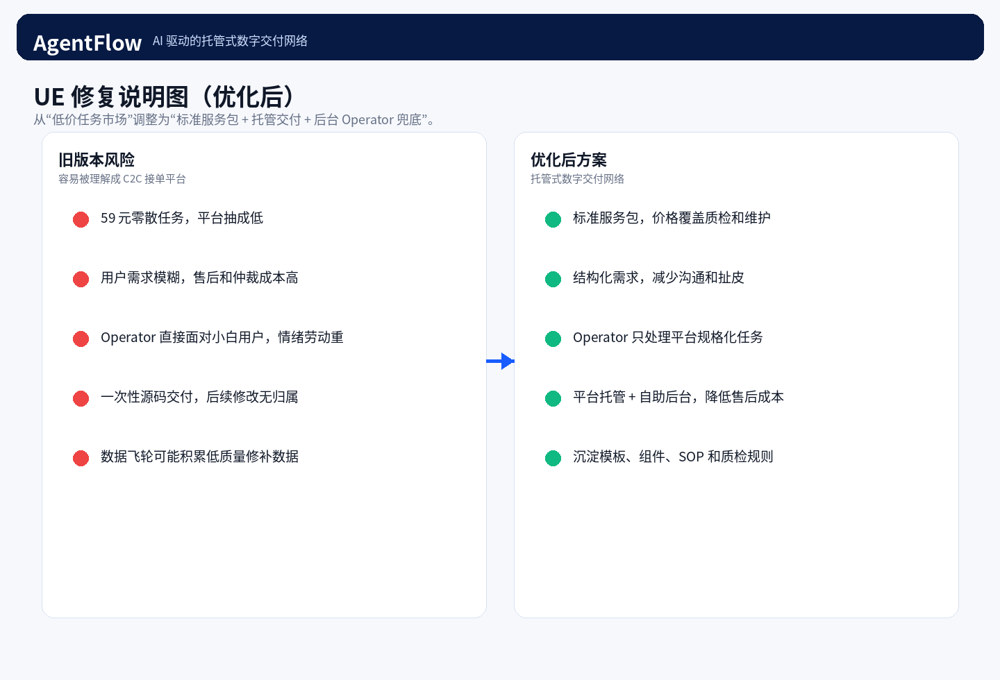 AgentFlow AI 驱动的托管式数字交付网络
UE 修复说明图（优化后）
从“低价任务市场”调整为“标准服务包 + 托管交付 + 后台 Operator 兜底”。
旧版本风险
容易被理解成 C2C 接单平台
59 元零散任务，平台抽成低
用户需求模糊，售后和仲裁成本高
Operator 直接面对小白用户，情绪劳动重
一次性源码交付，后续修改无归属
数据飞轮可能积累低质量修补数据
优化后方案
托管式数字交付网络
标准服务包，价格覆盖质检和维护
结构化需求，减少沟通和扯皮
Operator 只处理平台规格化任务
平台托管 + 自助后台，降低售后成本
沉淀模板、组件、SOP 和质检规则